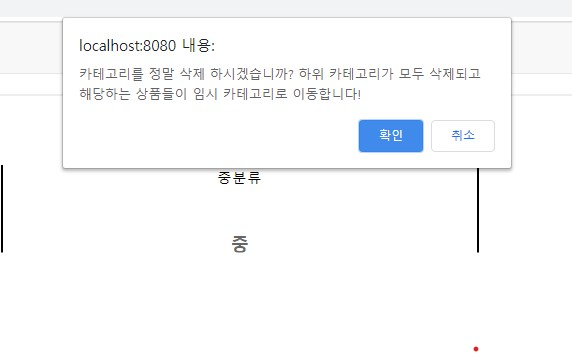 localhost:8080 내용:
카테고리를 정말 삭제 하시겠습니까? 하위 카테고리가 모두 삭제되고
해당하는 상품들이 임시 카테고리로 이동합니다!
확인 취소
중분류
중